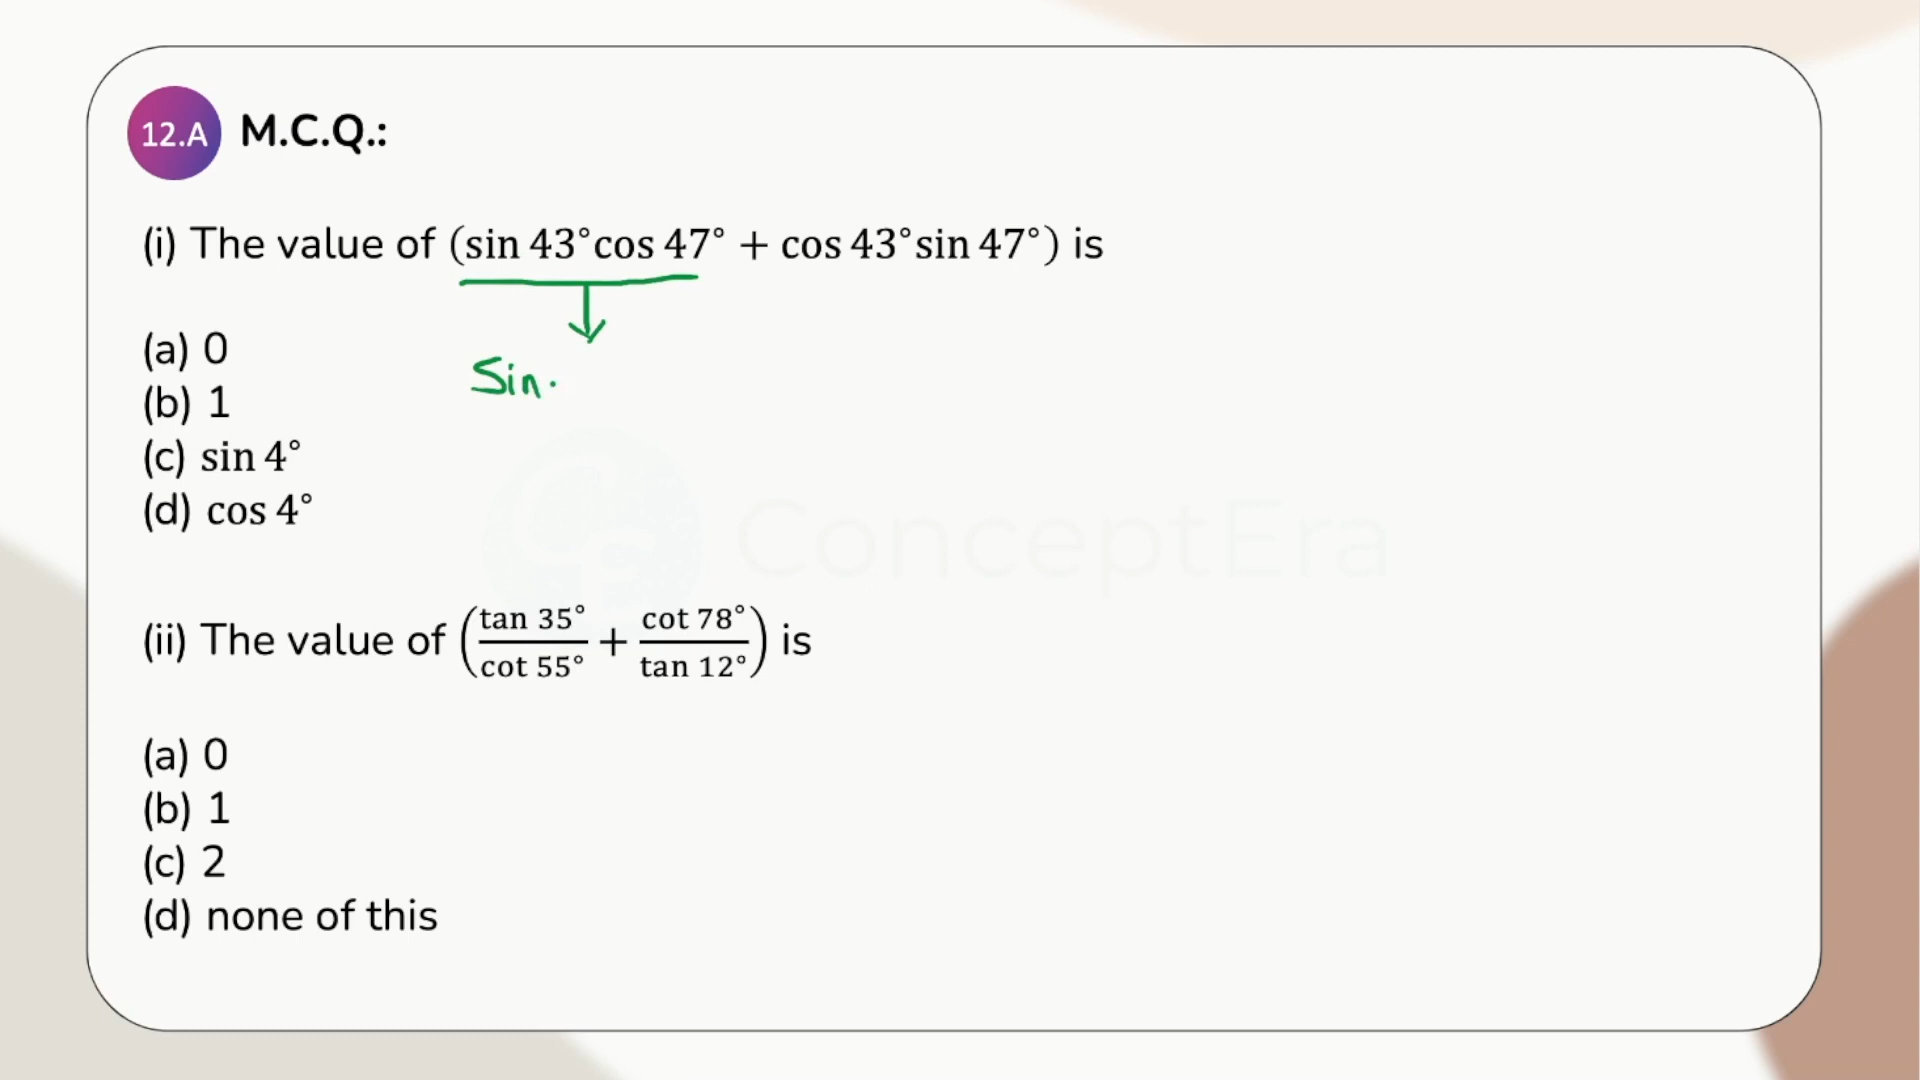 12.A M.C.Q.:
(i) The value of (sin 43°cos 47° + cos 43°sin 47°) is
(a) 0
Sin.
(b) 1
(c) sin 4°
(d) cos 4°
ConceptEra
(ii) The value of (tan 35°/cot 55° + cot 78°/tan 12°) is
(a) 0
(b) 1
(c) 2
(d) none of this